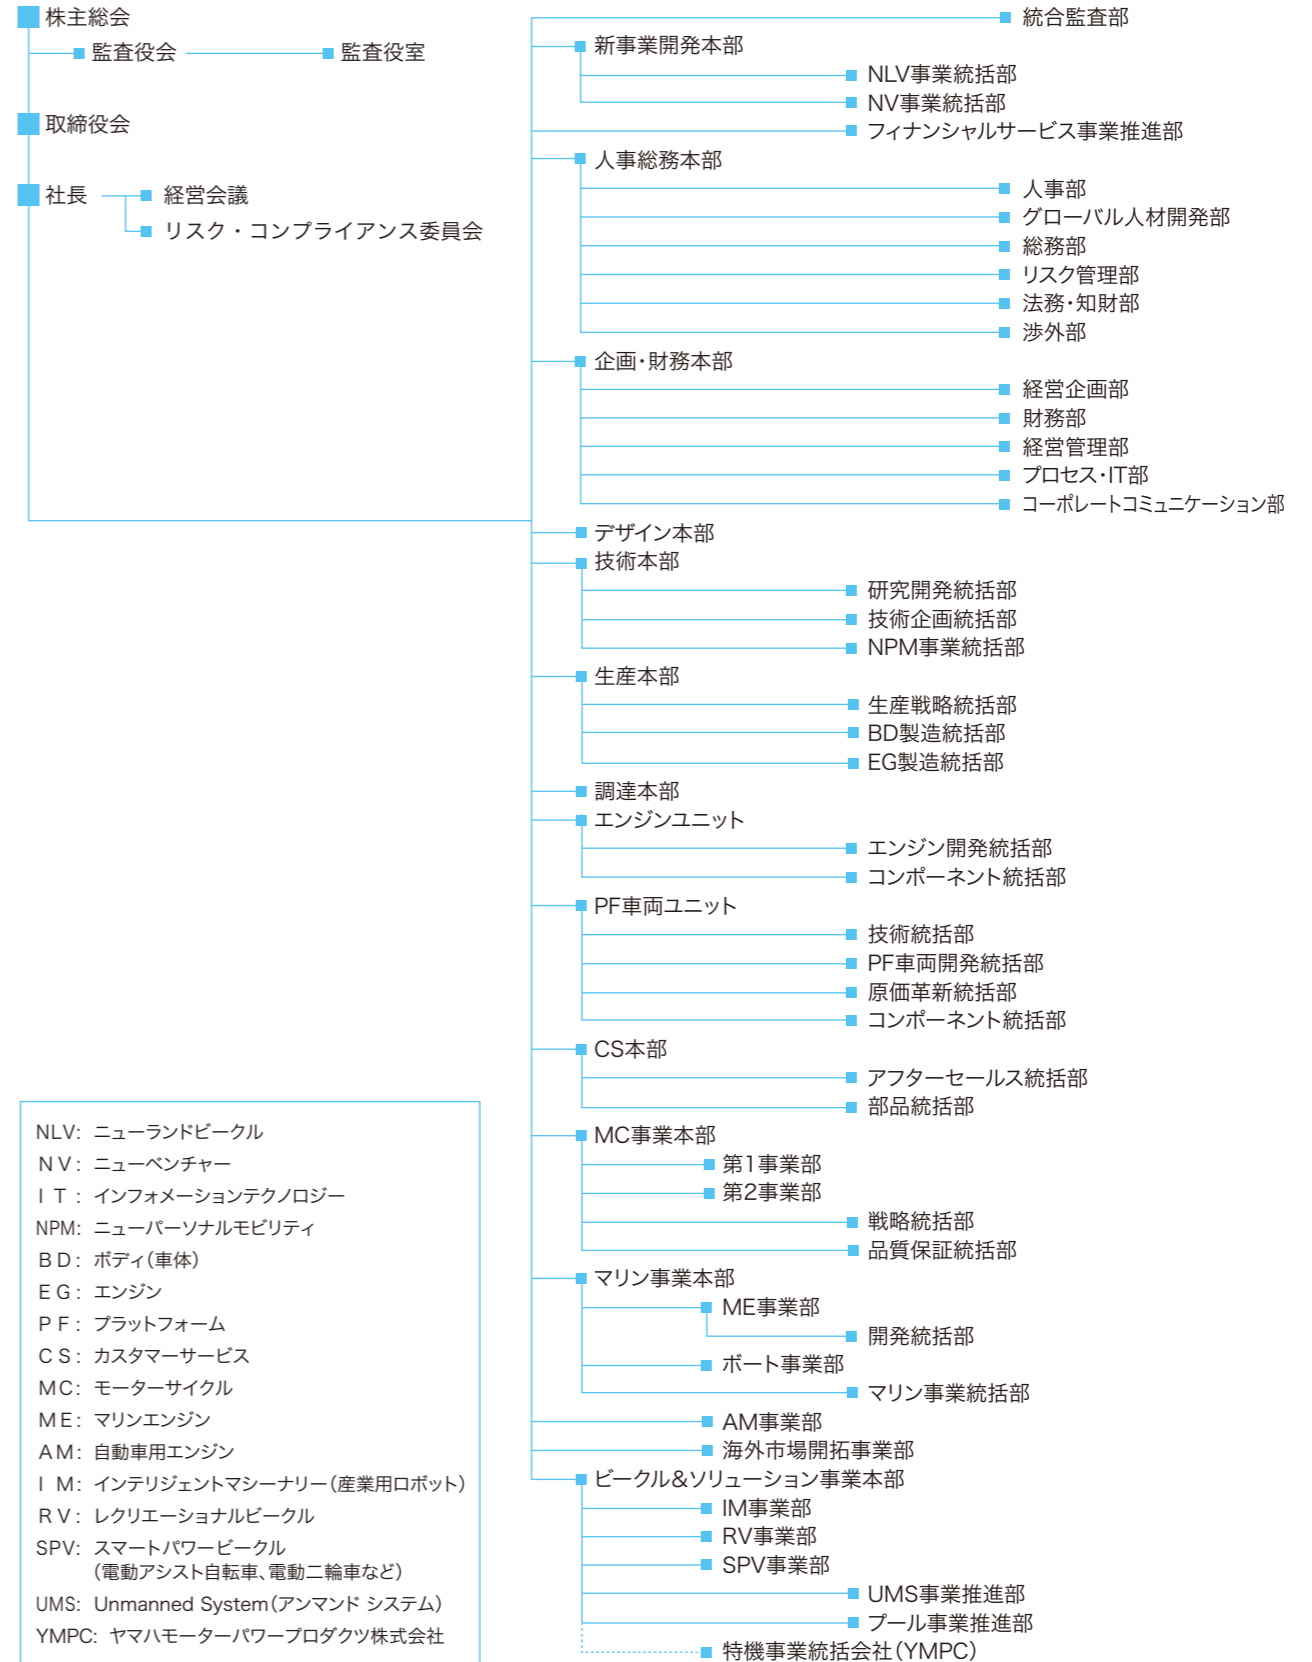 株主総会
監査役会
監査役室
取締役会
社長
経営会議
リスク・コンプライアンス委員会
統合監査部
新事業開発本部
NLV事業統括部
NV事業統括部
フィナンシャルサービス事業推進部
人事総務本部
人事部
グローバル人材開発部
総務部
リスク管理部
法務・知財部
渉外部
企画・財務本部
経営企画部
財務部
経営管理部
プロセス・IT部
コーポレートコミュニケーション部
デザイン本部
技術本部
研究開発統括部
技術企画統括部
NPM事業統括部
生産本部
生産戦略統括部
BD製造統括部
EG製造統括部
調達本部
エンジンユニット
エンジン開発統括部
コンポーネント統括部
PF車両ユニット
技術統括部
PF車両開発統括部
原価革新統括部
コンポーネント統括部
CS本部
アフターセールス統括部
部品統括部
MC事業本部
第1事業部
第2事業部
戦略統括部
品質保証統括部
マリン事業本部
ME事業部
開発統括部
ボート事業部
マリン事業統括部
AM事業部
海外市場開拓事業部
ビークル&ソリューション事業本部
IM事業部
RV事業部
SPV事業部
UMS事業推進部
プール事業推進部
特機事業統括会社(YMPC)
NLV: ニューランドビークル
NV: ニューベンチャー
IT: インフォメーションテクノロジー
NPM: ニューパーソナルモビリティ
BD: ボディ(車体)
EG: エンジン
PF: プラットフォーム
CS: カスタマーサービス
MC: モーターサイクル
ME: マリンエンジン
AM: 自動車用エンジン
IM: インテリジェントマシーナリー(産業用ロボット)
RV: レクリエーショナルビークル
SPV: スマートパワービークル
(電動アシスト自転車、電動二輪車など)
UMS: Unmanned System(アンマンド システム)
YMPC: ヤマハモーターパワープロダクツ株式会社